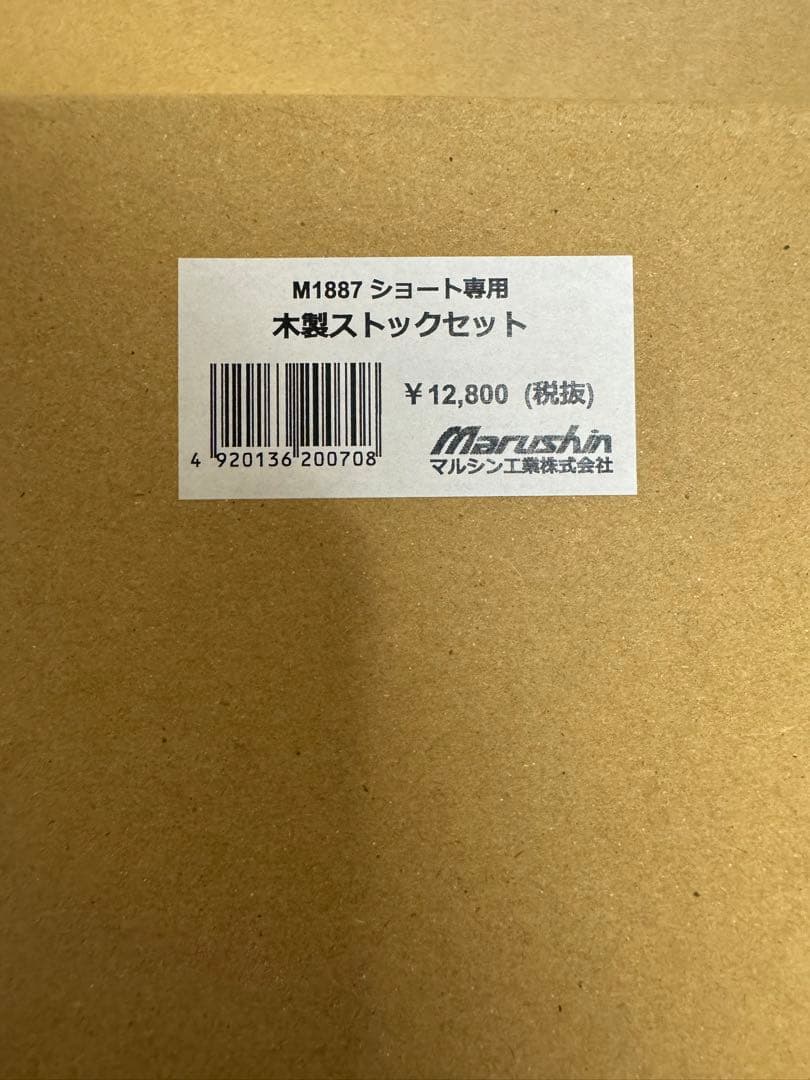 M1887 ショート専用
木製ストックセット
￥12,800 (税抜)
4 920136 200708
Marushin
マルシン工業株式会社